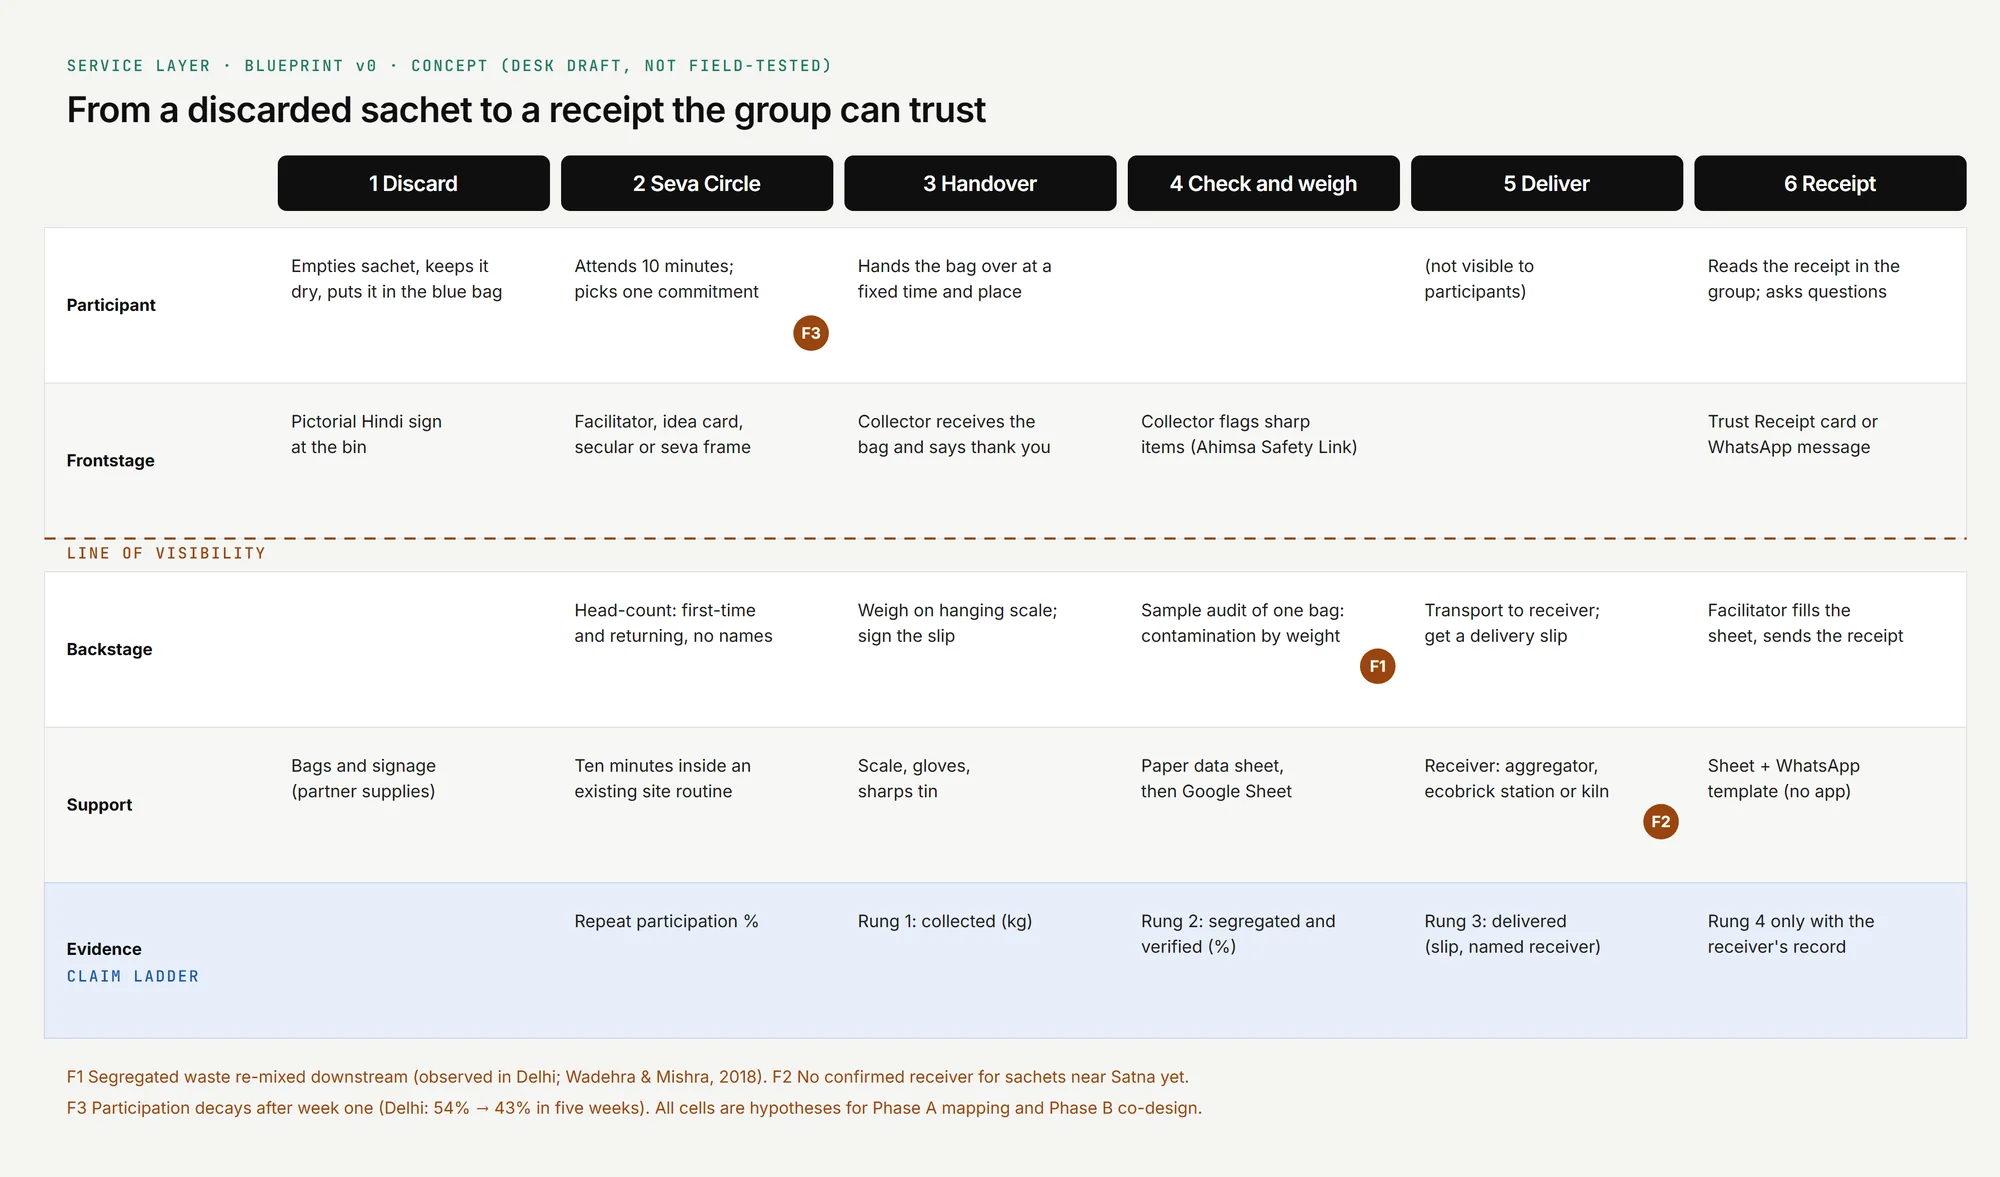 SERVICE LAYER · BLUEPRINT v0 · CONCEPT (DESK DRAFT, NOT FIELD-TESTED)
From a discarded sachet to a receipt the group can trust
1 Discard
2 Seva Circle
3 Handover
4 Check and weigh
5 Deliver
6 Receipt
Participant
Empties sachet, keeps it
dry, puts it in the blue bag
Attends 10 minutes;
picks one commitment
F3
Hands the bag over at a
fixed time and place
(not visible to
participants)
Reads the receipt in the
group; asks questions
Frontstage
Pictorial Hindi sign
at the bin
Facilitator, idea card,
secular or seva frame
Collector receives the
bag and says thank you
Collector flags sharp
items (Ahimsa Safety Link)
Trust Receipt card or
WhatsApp message
LINE OF VISIBILITY
Backstage
Head-count: first-time
and returning, no names
Weigh on hanging scale;
sign the slip
Sample audit of one bag:
contamination by weight
F1
Transport to receiver;
get a delivery slip
Facilitator fills the
sheet, sends the receipt
Support
Bags and signage
(partner supplies)
Ten minutes inside an
existing site routine
Scale, gloves,
sharps tin
Paper data sheet,
then Google Sheet
Receiver: aggregator,
ecobrick station or kiln
F2
Sheet + WhatsApp
template (no app)
Evidence
CLAIM LADDER
Repeat participation %
Rung 1: collected (kg)
Rung 2: segregated and
verified (%)
Rung 3: delivered
(slip, named receiver)
Rung 4 only with the
receiver's record
F1 Segregated waste re-mixed downstream (observed in Delhi; Wadehra & Mishra, 2018). F2 No confirmed receiver for sachets near Satna yet.
F3 Participation decays after week one (Delhi: 54% → 43% in five weeks). All cells are hypotheses for Phase A mapping and Phase B co-design.